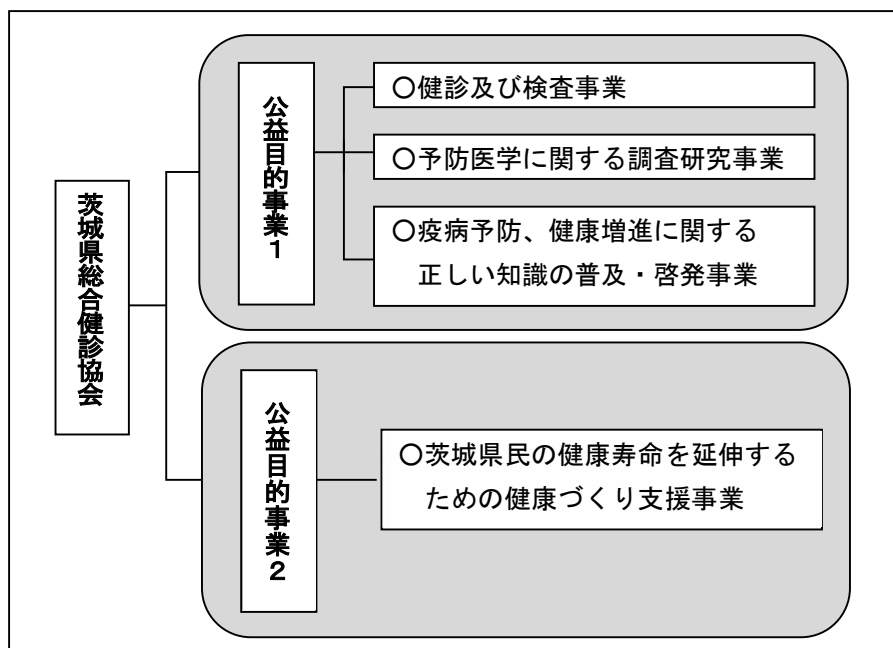 茨城県総合健診協会
公益目的事業1
○健診及び検査事業
○予防医学に関する調査研究事業
○疫病予防、健康増進に関する
正しい知識の普及・啓発事業
公益目的事業2
○茨城県民の健康寿命を延伸する
ための健康づくり支援事業